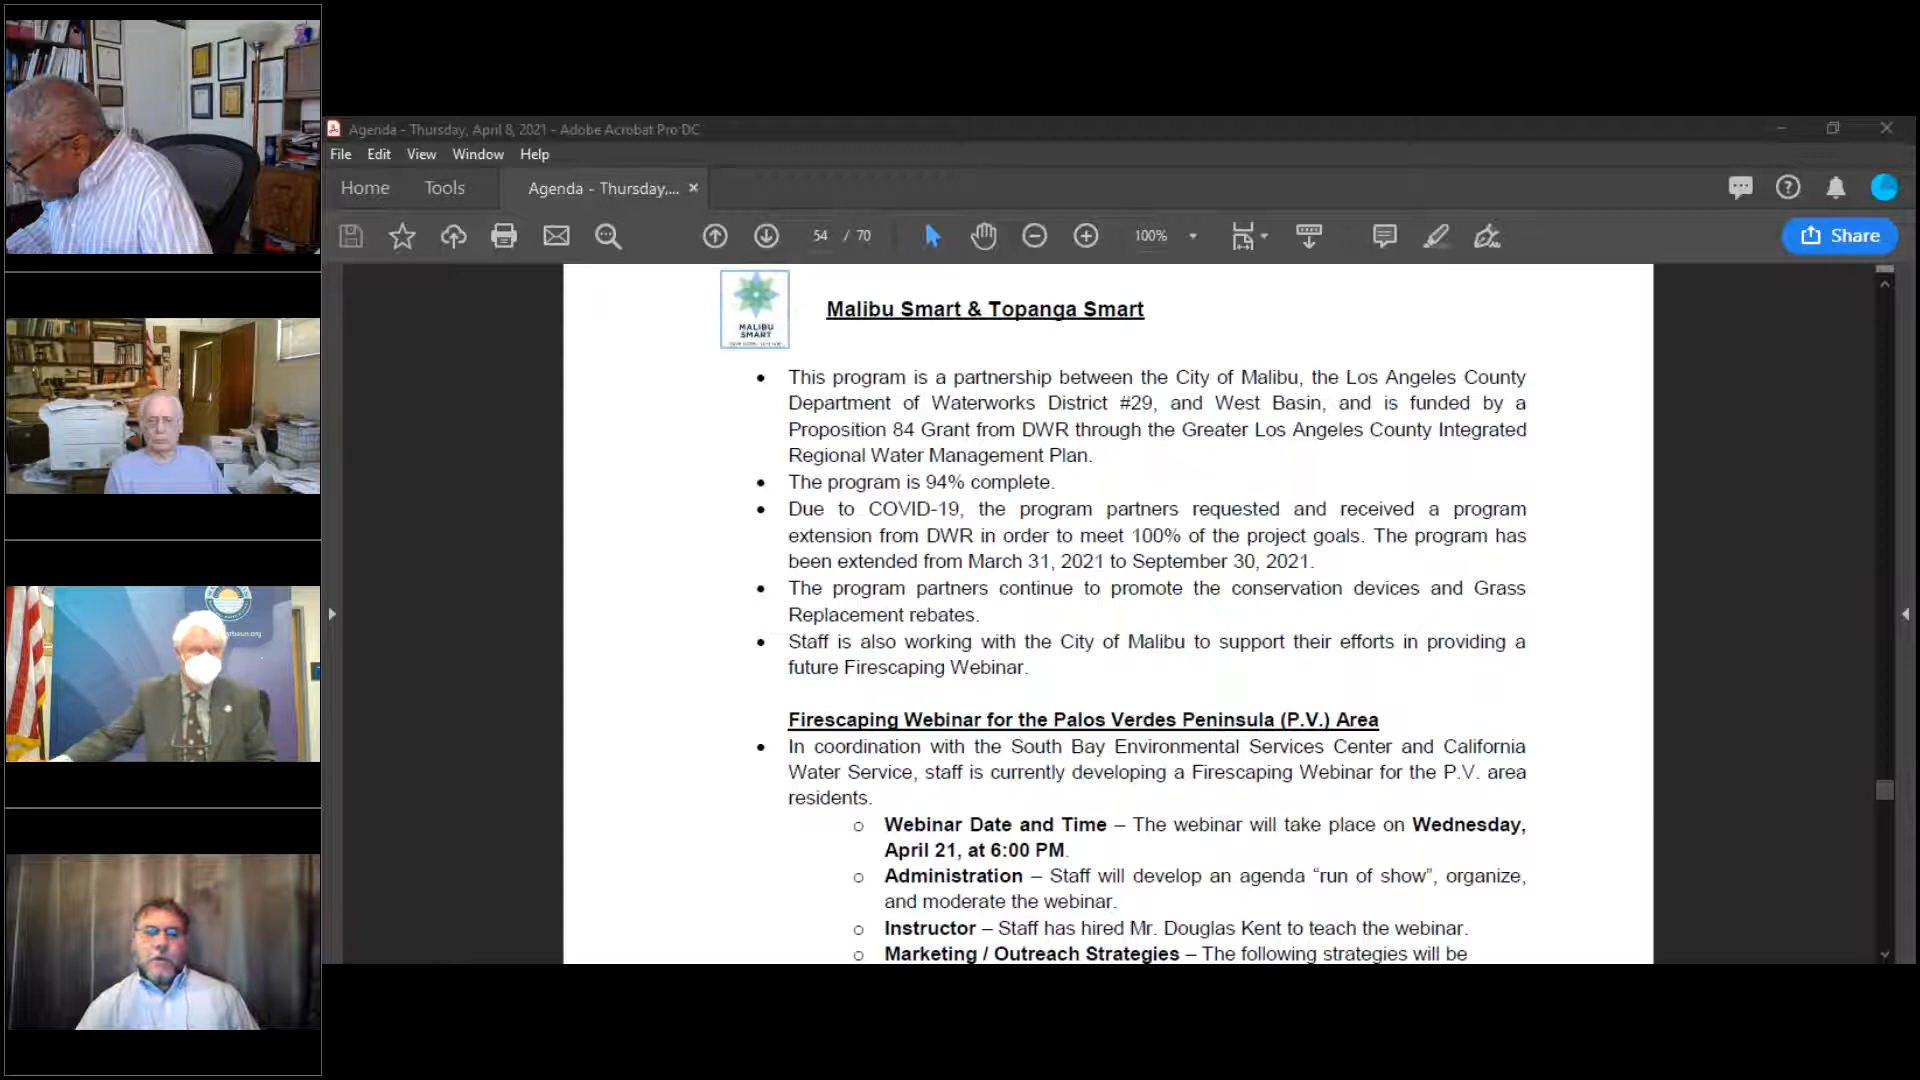 Agenda - Thursday, April 8, 2021 - Adobe Acrobat Pro DC
File Edit View Window Help
Home Tools Agenda - Thursday,... ×
54 / 70 100% Share
MALIBU
SMART
Malibu Smart & Topanga Smart
• This program is a partnership between the City of Malibu, the Los Angeles County
Department of Waterworks District #29, and West Basin, and is funded by a
Proposition 84 Grant from DWR through the Greater Los Angeles County Integrated
Regional Water Management Plan.
• The program is 94% complete.
• Due to COVID-19, the program partners requested and received a program
extension from DWR in order to meet 100% of the project goals. The program has
been extended from March 31, 2021 to September 30, 2021.
• The program partners continue to promote the conservation devices and Grass
Replacement rebates.
• Staff is also working with the City of Malibu to support their efforts in providing a
future Firescaping Webinar.
Firescaping Webinar for the Palos Verdes Peninsula (P.V.) Area
• In coordination with the South Bay Environmental Services Center and California
Water Service, staff is currently developing a Firescaping Webinar for the P.V. area
residents.
o Webinar Date and Time – The webinar will take place on Wednesday,
April 21, at 6:00 PM.
o Administration – Staff will develop an agenda “run of show”, organize,
and moderate the webinar.
o Instructor – Staff has hired Mr. Douglas Kent to teach the webinar.
o Marketing / Outreach Strategies – The following strategies will be